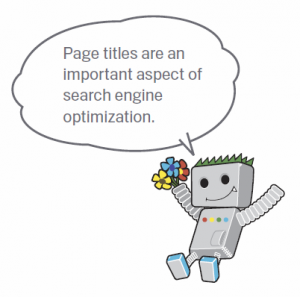 Page titles are an
important aspect of
search engine
optimization.